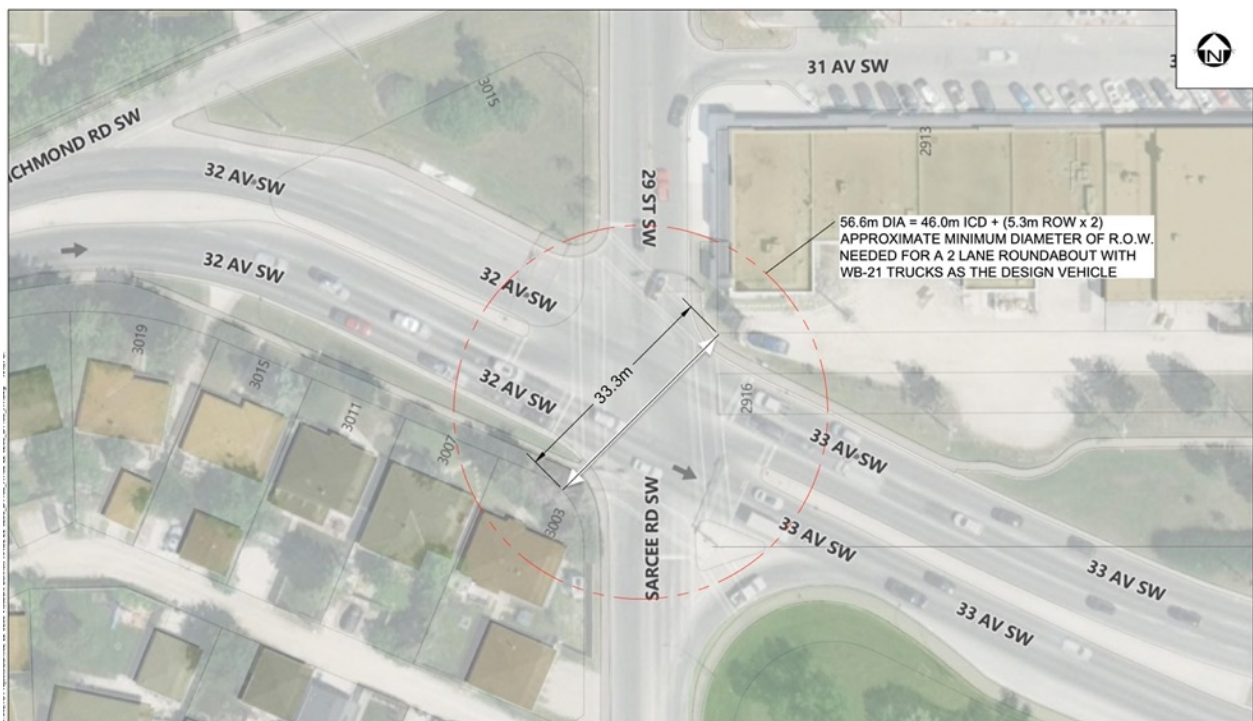 N
31 AV SW
3015
RICHMOND RD SW
32 AV SW
29 ST SW
2913
56.6m DIA = 46.0m ICD + (5.3m ROW x 2)
APPROXIMATE MINIMUM DIAMETER OF R.O.W.
NEEDED FOR A 2 LANE ROUNDABOUT WITH
WB-21 TRUCKS AS THE DESIGN VEHICLE
32 AV SW
32 AV SW
3019
3015
3011
3007
3003
32 AV SW
33.3m
2916
33 AV SW
SARCEE RD SW
33 AV SW
33 AV SW
33 AV SW